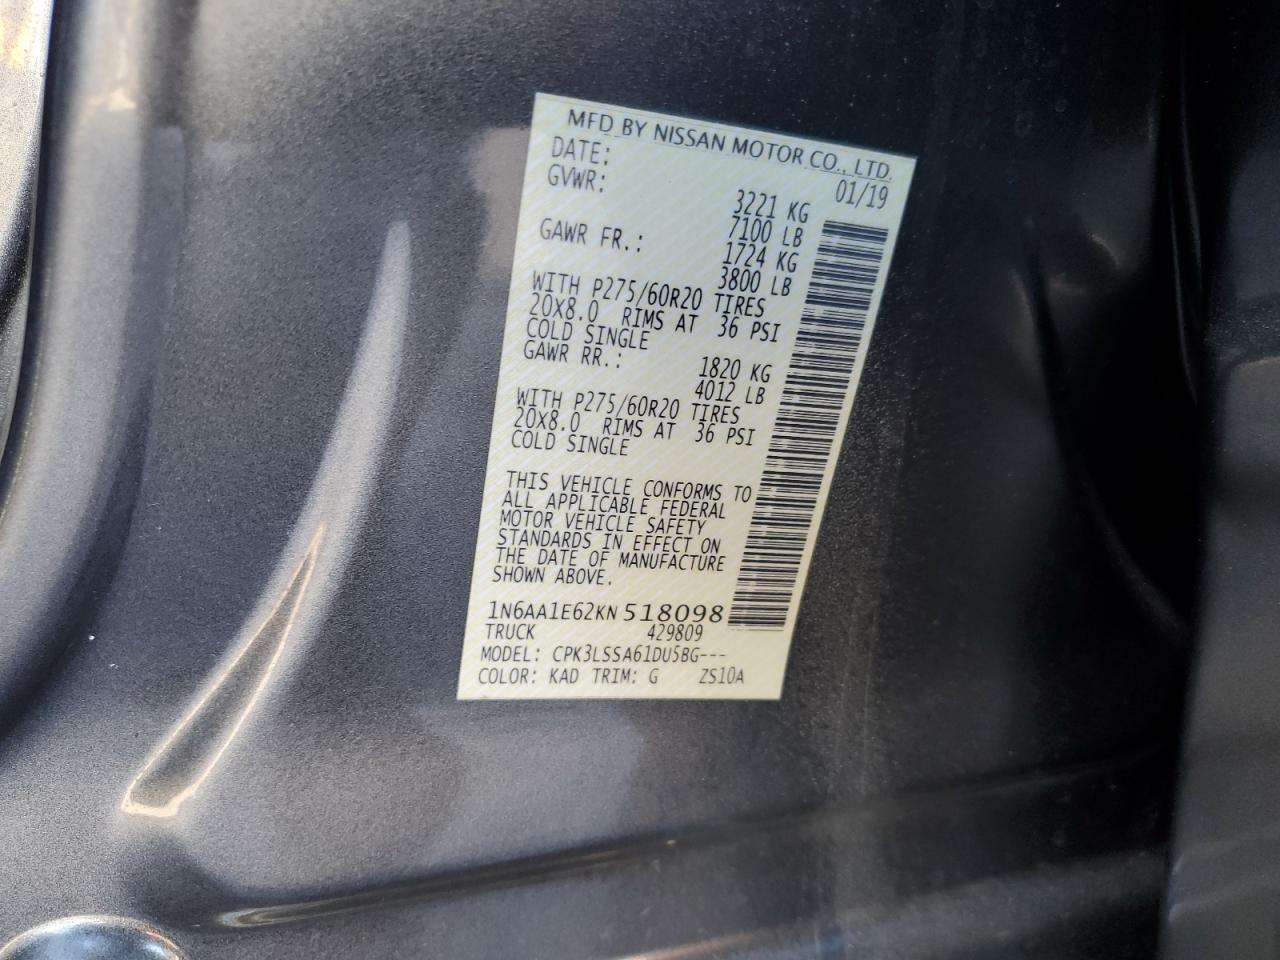 MFD BY NISSAN MOTOR CO., LTD.
DATE: 01/19
GVWR: 3221 KG
7100 LB
GAWR FR.: 1724 KG
3800 LB
WITH P275/60R20 TIRES
20X8.0 RIMS AT 36 PSI
COLD SINGLE
GAWR RR.: 1820 KG
4012 LB
WITH P275/60R20 TIRES
20X8.0 RIMS AT 36 PSI
COLD SINGLE
THIS VEHICLE CONFORMS TO
ALL APPLICABLE FEDERAL
MOTOR VEHICLE SAFETY
STANDARDS IN EFFECT ON
THE DATE OF MANUFACTURE
SHOWN ABOVE.
1N6AA1E62KN518098
TRUCK 429809
MODEL: CPK3LSSA61DU5BG---
COLOR: KAD TRIM: G ZS10A